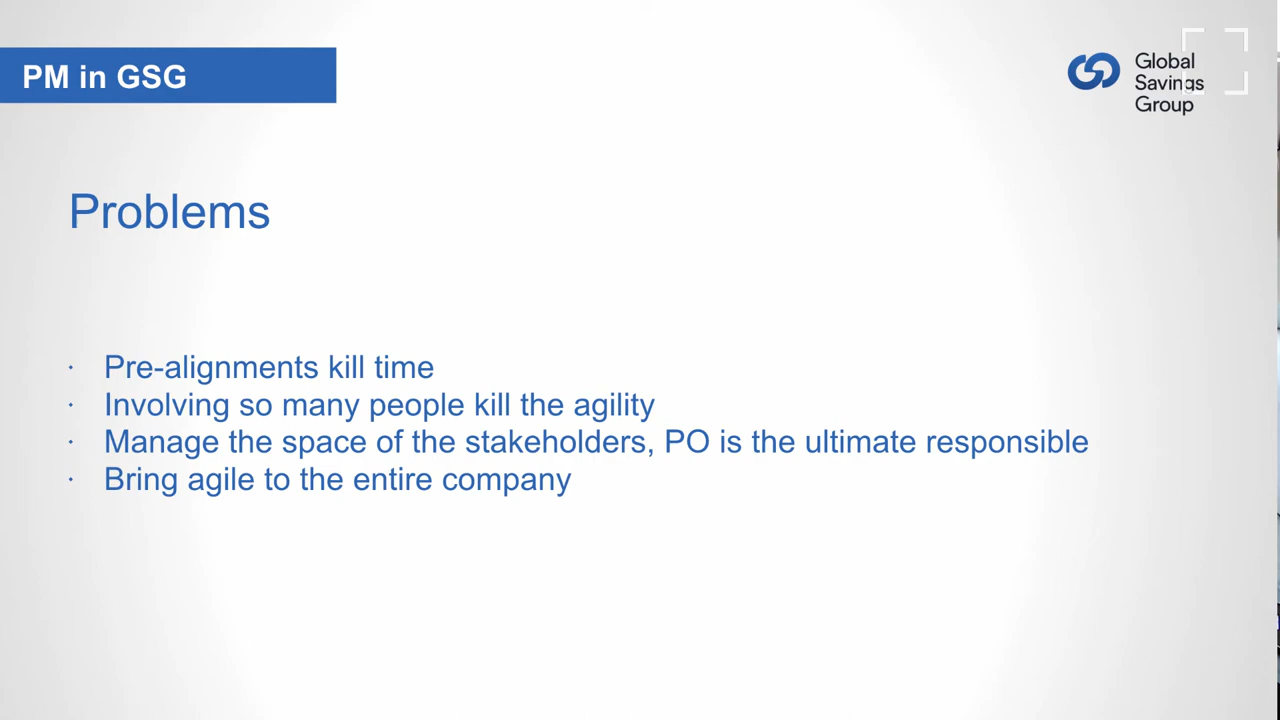 PM in GSG
Global
Savings
Group
Problems
· Pre-alignments kill time
· Involving so many people kill the agility
· Manage the space of the stakeholders, PO is the ultimate responsible
· Bring agile to the entire company